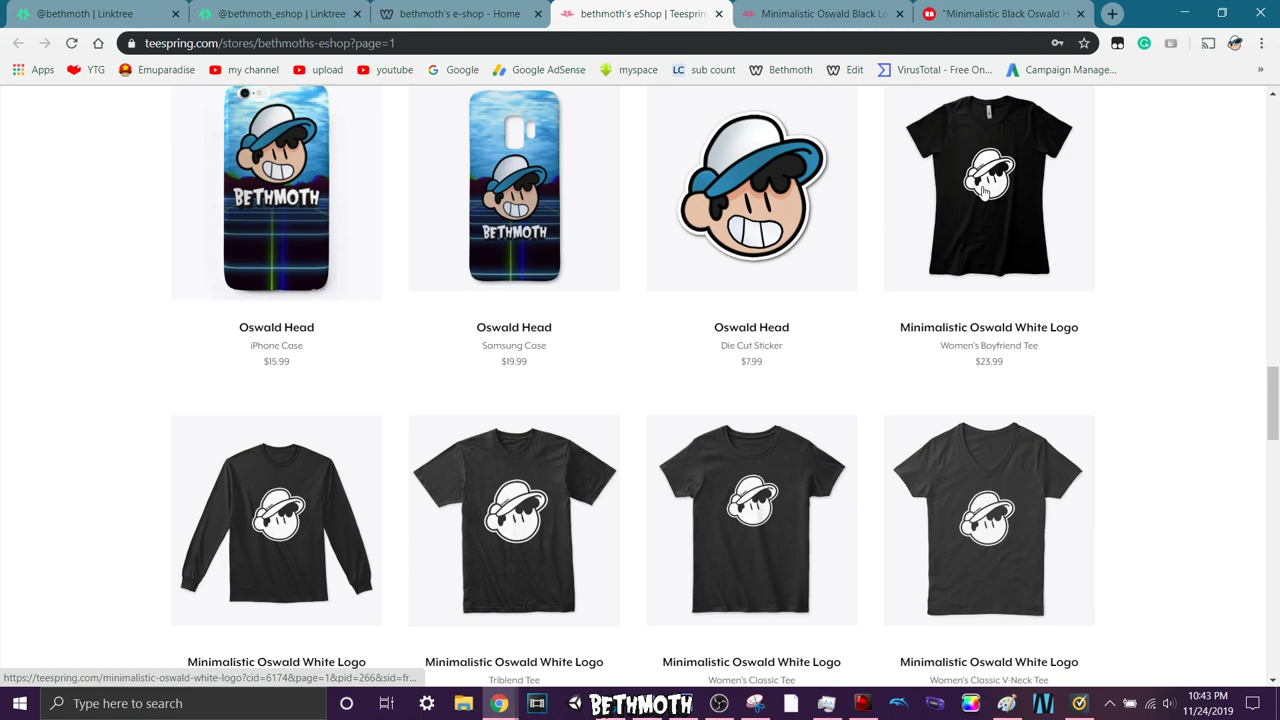 @bethmoth | Linktree
@bethmoth_eshop | Linktree
bethmoth's e-shop - Home
bethmoth's eShop | Teespring
Minimalistic Oswald Black Lo
"Minimalistic Black Oswald H
teespring.com/stores/bethmoths-eshop?page=1
Apps
YTG
Emuparadise
my channel
upload
youtube
Google
Google AdSense
myspace
LC sub count
Bethmoth
Edit
VirusTotal - Free On...
Campaign Manage...
»
BETHMOTH
BETHMOTH
Oswald Head
Oswald Head
Oswald Head
Minimalistic Oswald White Logo
iPhone Case
Samsung Case
Die Cut Sticker
Women's Boyfriend Tee
$15.99
$19.99
$7.99
$23.99
Minimalistic Oswald White Logo
Minimalistic Oswald White Logo
Minimalistic Oswald White Logo
Minimalistic Oswald White Logo
https://teespring.com/minimalistic-oswald-white-logo?cid=6174&page=1&pid=266&sid=fr...
Triblend Tee
Women's Classic Tee
Women's Classic V-Neck Tee
Type here to search
BETHMOTH
10:43 PM
11/24/2019